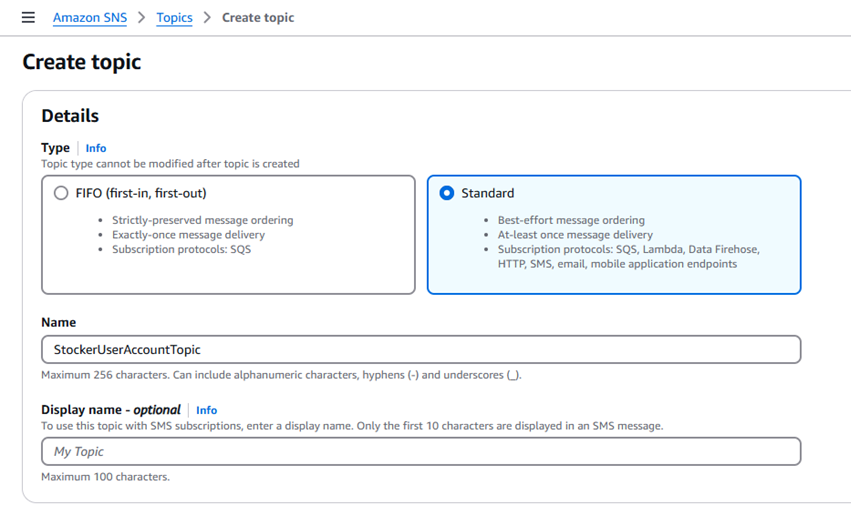 Amazon SNS > Topics > Create topic
Create topic
Details
Type | Info
Topic type cannot be modified after topic is created
FIFO (first-in, first-out)
• Strictly-preserved message ordering
• Exactly-once message delivery
• Subscription protocols: SQS
Standard
• Best-effort message ordering
• At-least once message delivery
• Subscription protocols: SQS, Lambda, Data Firehose,
HTTP, SMS, email, mobile application endpoints
Name
StockerUserAccountTopic
Maximum 256 characters. Can include alphanumeric characters, hyphens (-) and underscores (_).
Display name - optional | Info
To use this topic with SMS subscriptions, enter a display name. Only the first 10 characters are displayed in an SMS message.
My Topic
Maximum 100 characters.